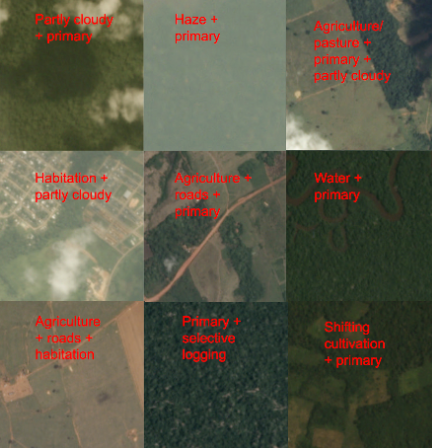 Partly cloudy
+ primary
Haze +
primary
Agriculture/
pasture +
primary +
partly cloudy
Habitation +
partly cloudy
Agriculture +
roads +
primary
Water +
primary
Agriculture
+ roads +
habitation
Primary +
selective
logging
Shifting
cultivation
+ primary